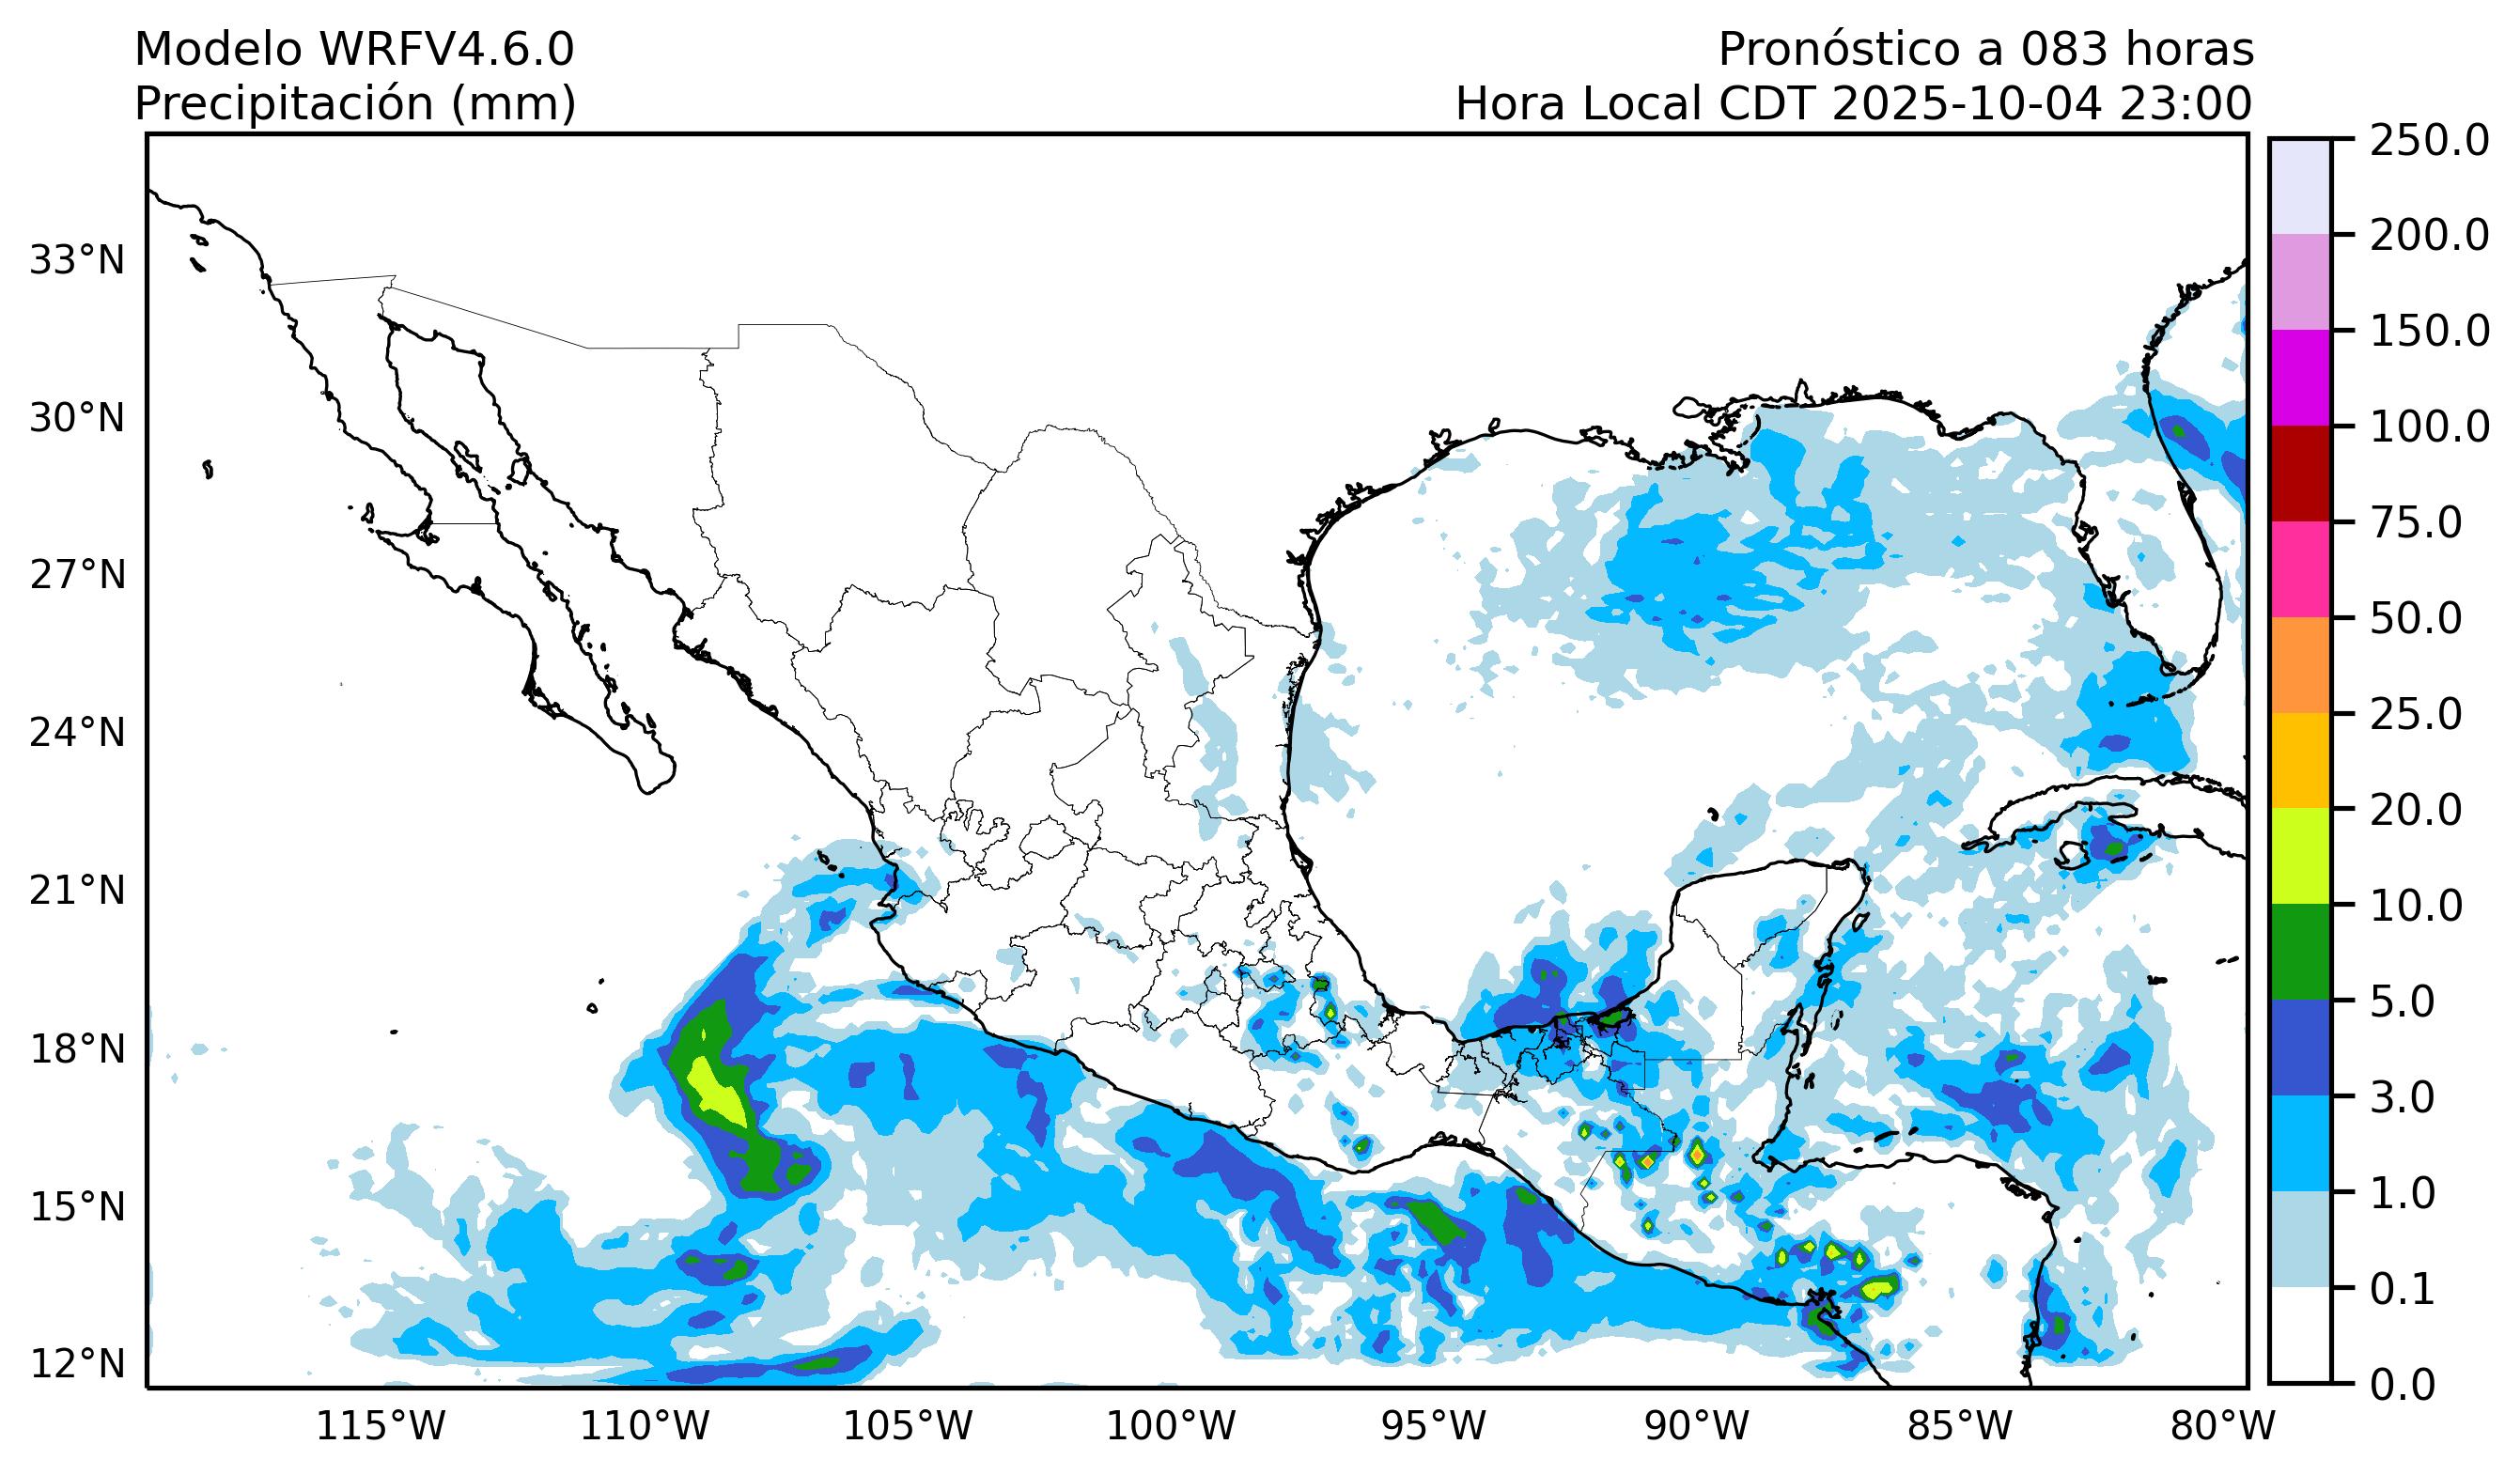 Modelo WRFV4.6.0
Precipitación (mm)
Pronóstico a 083 horas
Hora Local CDT 2025-10-04 23:00
33°N
30°N
27°N
24°N
21°N
18°N
15°N
12°N
115°W
110°W
105°W
100°W
95°W
90°W
85°W
80°W
250.0
200.0
150.0
100.0
75.0
50.0
25.0
20.0
10.0
5.0
3.0
1.0
0.1
0.0